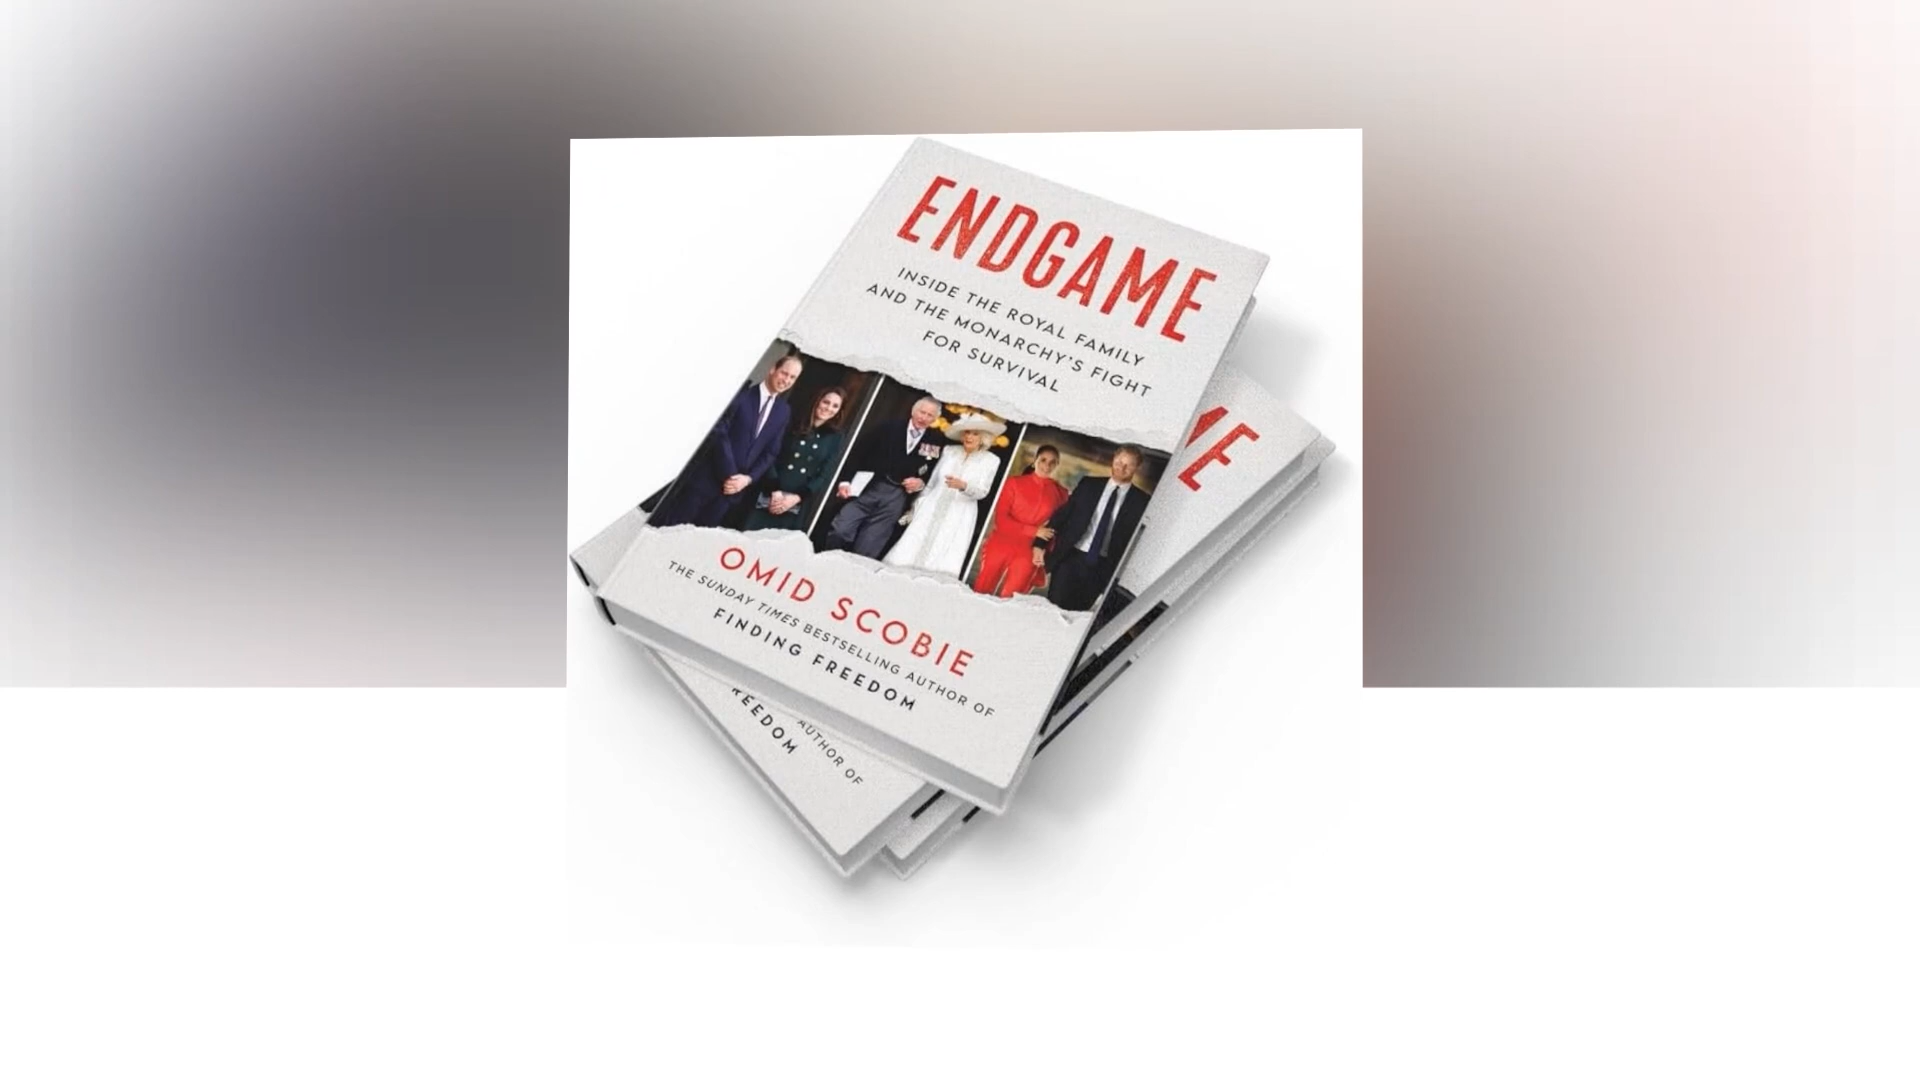 ENDGAME
INSIDE THE ROYAL FAMILY
AND THE MONARCHY'S FIGHT
FOR SURVIVAL
OMID SCOBIE
THE SUNDAY TIMES BESTSELLING AUTHOR OF
FINDING FREEDOM
ME
AUTHOR OF
REEDOM